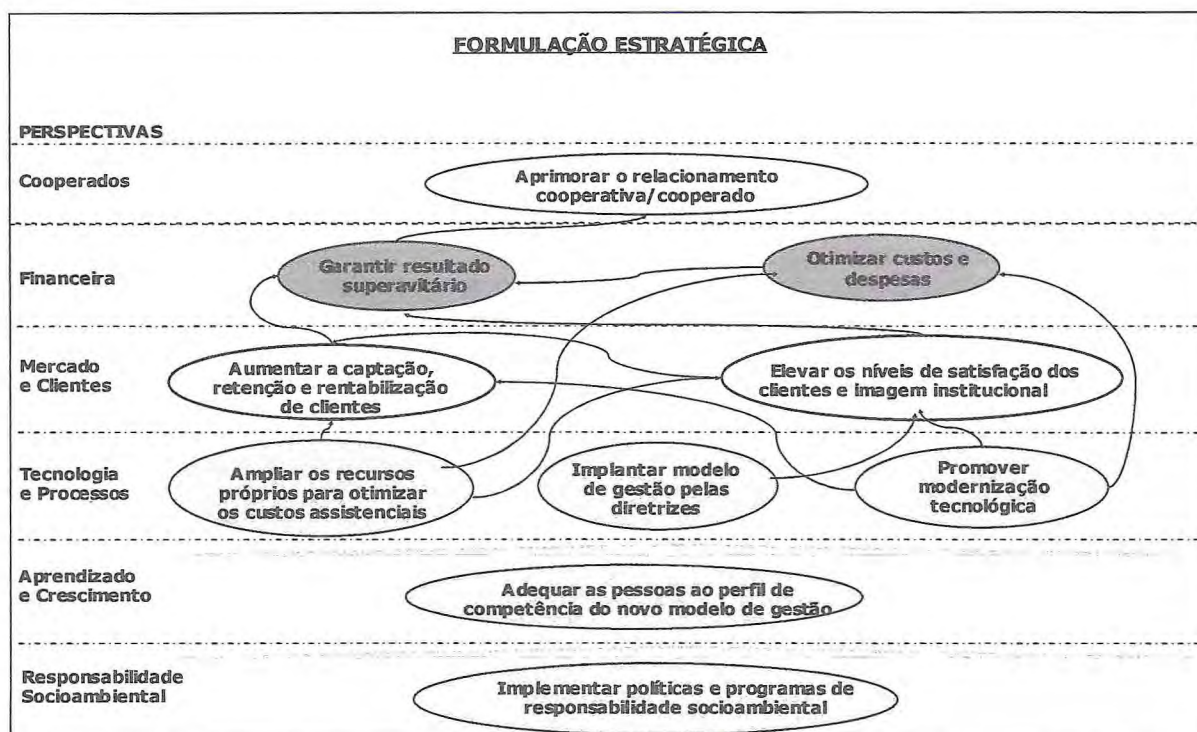 FORMULAÇÃO ESTRATÉGICA
PERSPECTIVAS
Cooperados
Aprimorar o relacionamento
cooperativa/cooperado
Financeira
Garantir resultado
superavitário
Otimizar custos e
despesas
Mercado
e Clientes
Aumentar a captação,
retenção e rentabilização
de clientes
Elevar os níveis de satisfação dos
clientes e imagem institucional
Tecnologia
e Processos
Ampliar os recursos
próprios para otimizar
os custos assistenciais
Implantar modelo
de gestão pelas
diretrizes
Promover
modernização
tecnológica
Aprendizado
e Crescimento
Adequar as pessoas ao perfil de
competência do novo modelo de gestão
Responsabilidade
Socioambiental
Implementar políticas e programas de
responsabilidade socioambiental